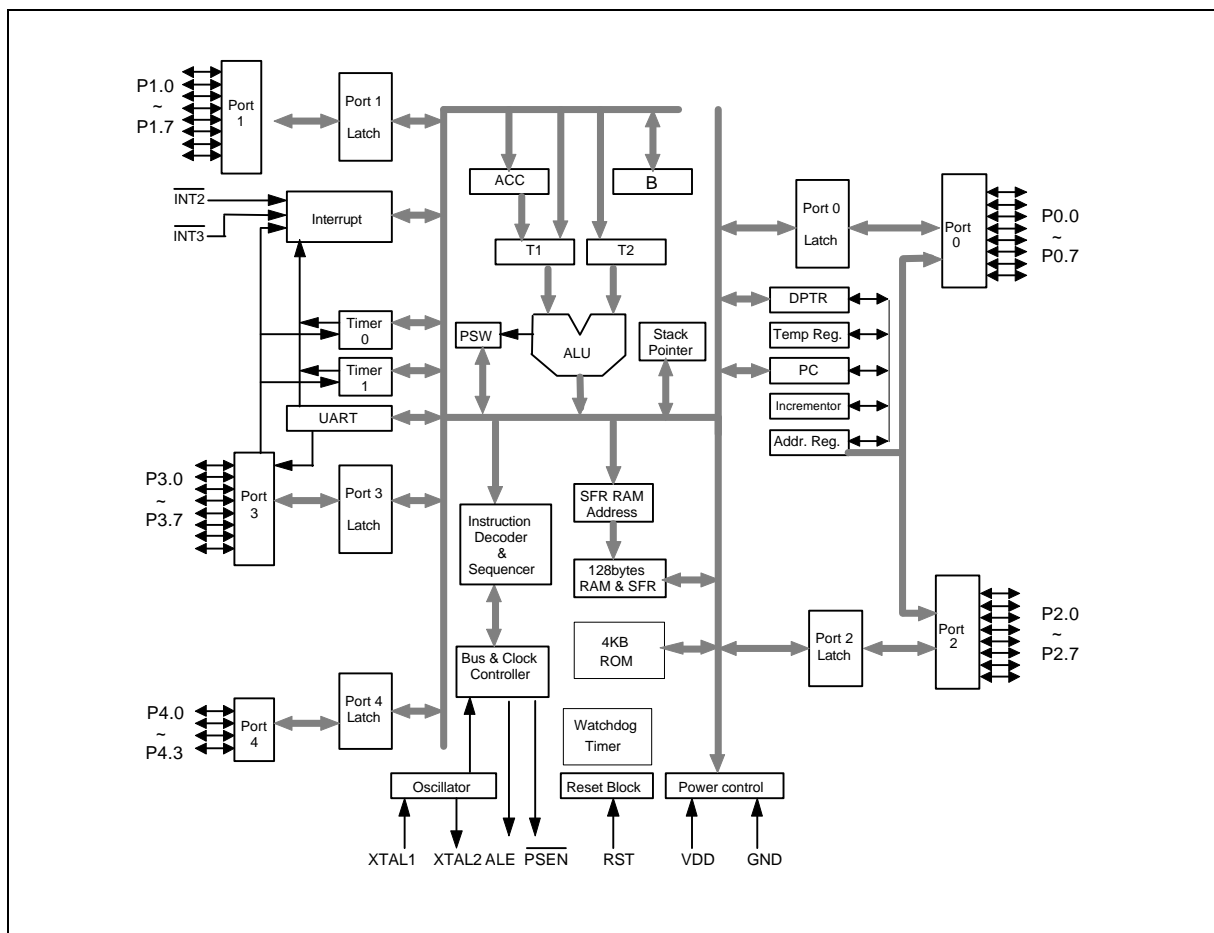 P1.0
~
P1.7
Port
1
Port 1
Latch
INT2
INT3
Interrupt
ACC
B
T1
T2
PSW
ALU
Stack
Pointer
Timer
0
Timer
1
UART
P3.0
~
P3.7
Port
3
Port 3
Latch
P4.0
~
P4.3
Port
4
Port 4
Latch
Instruction
Decoder
&
Sequencer
Bus & Clock
Controller
SFR RAM
Address
128bytes
RAM & SFR
4KB
ROM
Watchdog
Timer
Oscillator
Reset Block
Power control
XTAL1
XTAL2
ALE
PSEN
RST
VDD
GND
Port 0
Latch
Port
0
P0.0
~
P0.7
DPTR
Temp Reg.
PC
Incrementor
Addr. Reg.
Port 2
Latch
Port
2
P2.0
~
P2.7